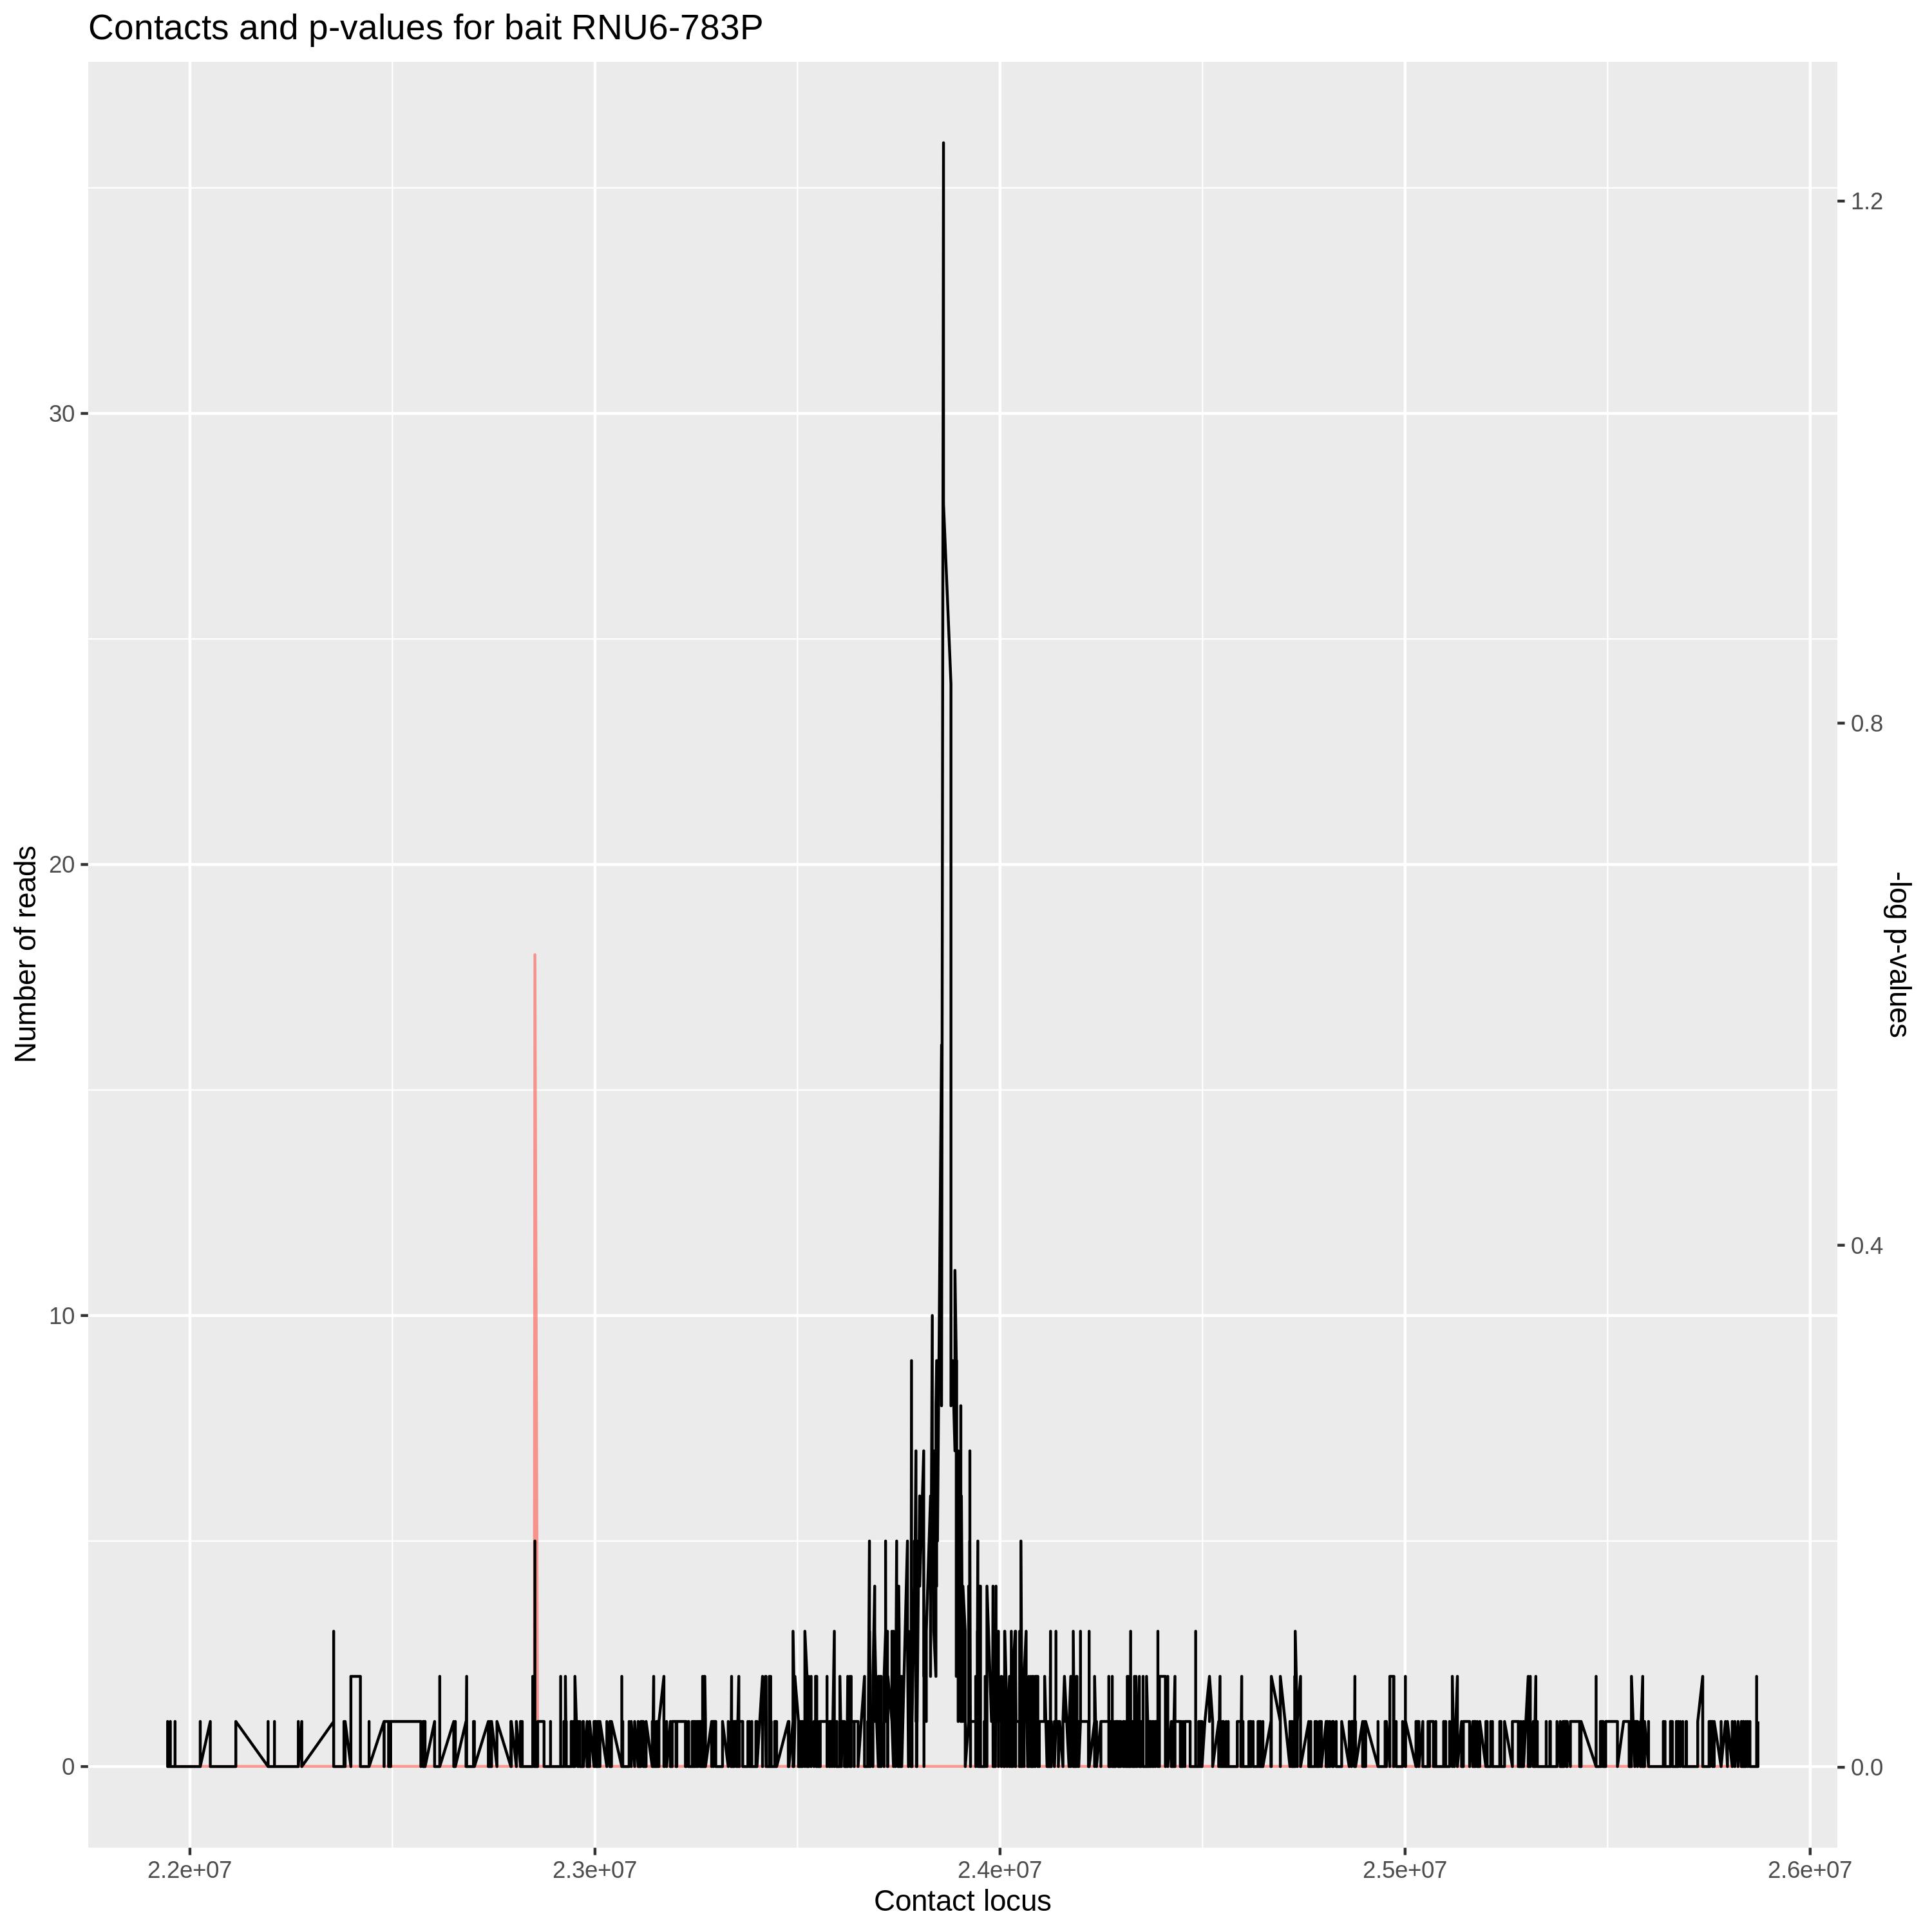 Contacts and p-values for bait RNU6-783P
30
20
10
0
Number of reads
1.2
0.8
0.4
0.0
-log p-values
2.2e+07
2.3e+07
2.4e+07
2.5e+07
2.6e+07
Contact locus